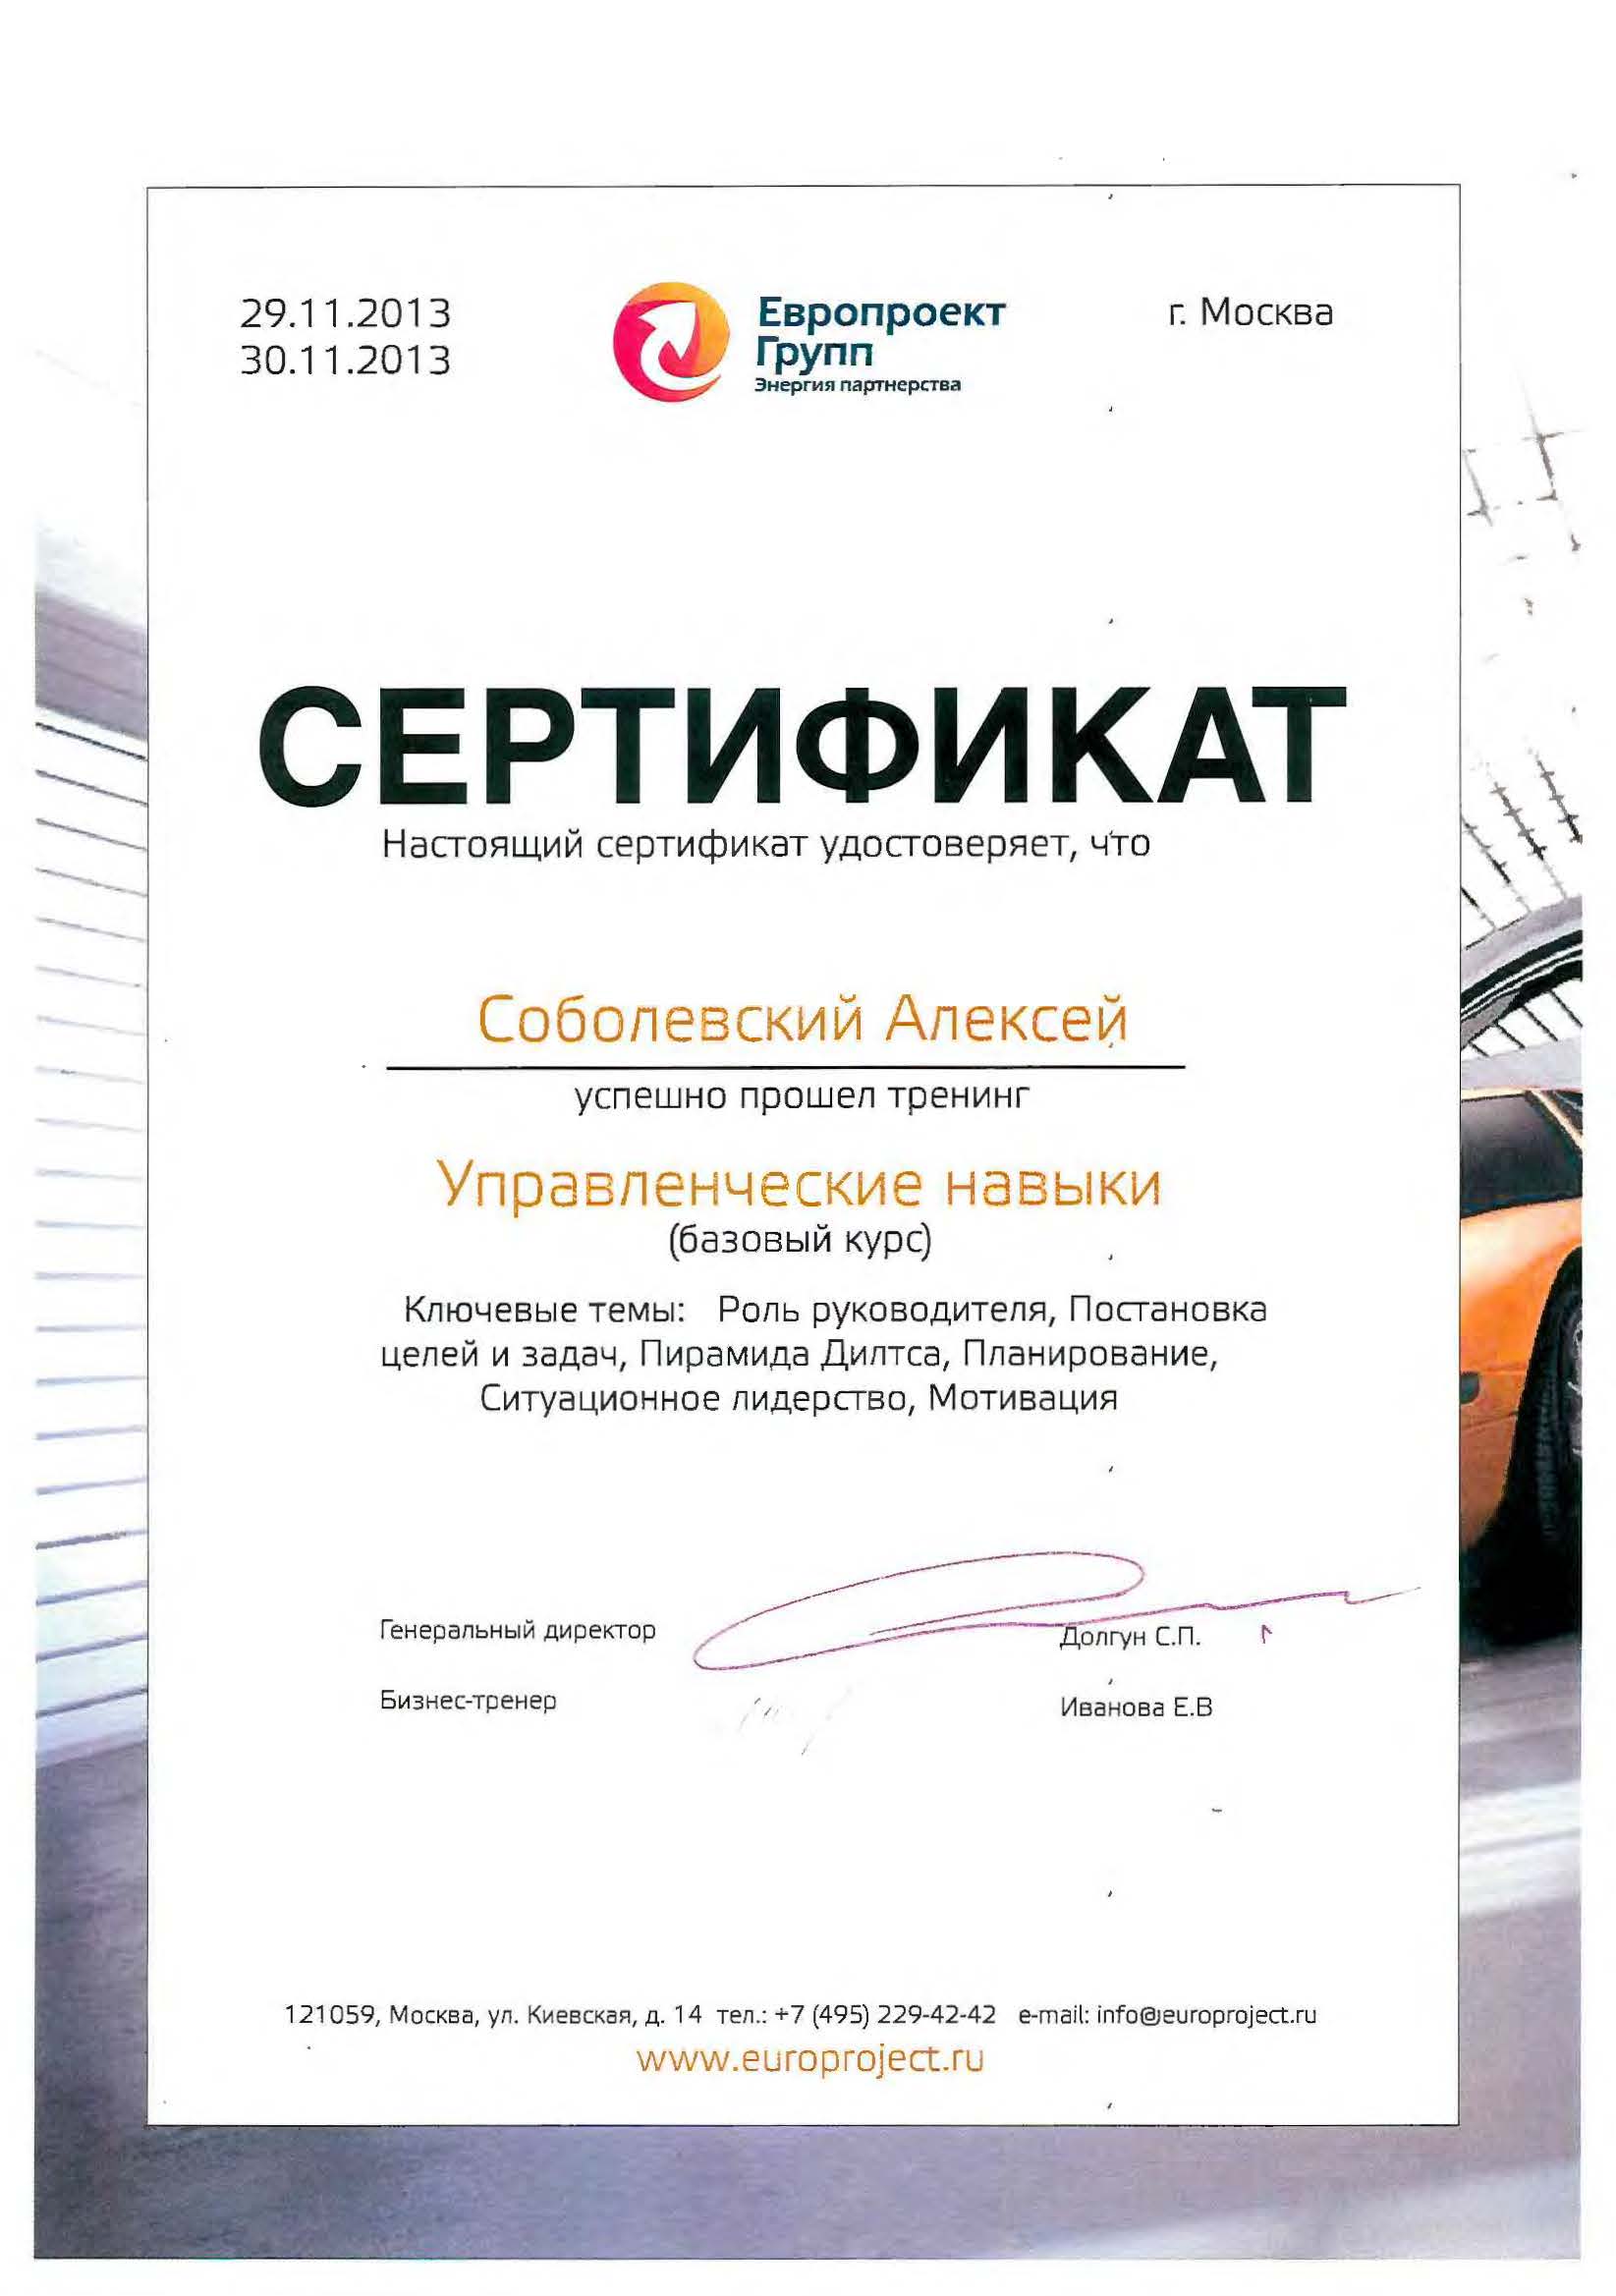 29.11.2013
30.11.2013
Европроект
Групп
Энергия партнерства
г. Москва
СЕРТИФИКАТ
Настоящий сертификат удостоверяет, что
Соболевский Алексей
успешно прошел тренинг
Управленческие навыки
(базовый курс)
Ключевые темы: Роль руководителя, Постановка
целей и задач, Пирамида Дилтса, Планирование,
Ситуационное лидерство, Мотивация
Генеральный директор Долгун С.П.
Бизнес-тренер Иванова Е.В
121059, Москва, ул. Киевская, д. 14 тел.: +7 (495) 229-42-42 e-mail: info@europroject.ru
www.europroject.ru